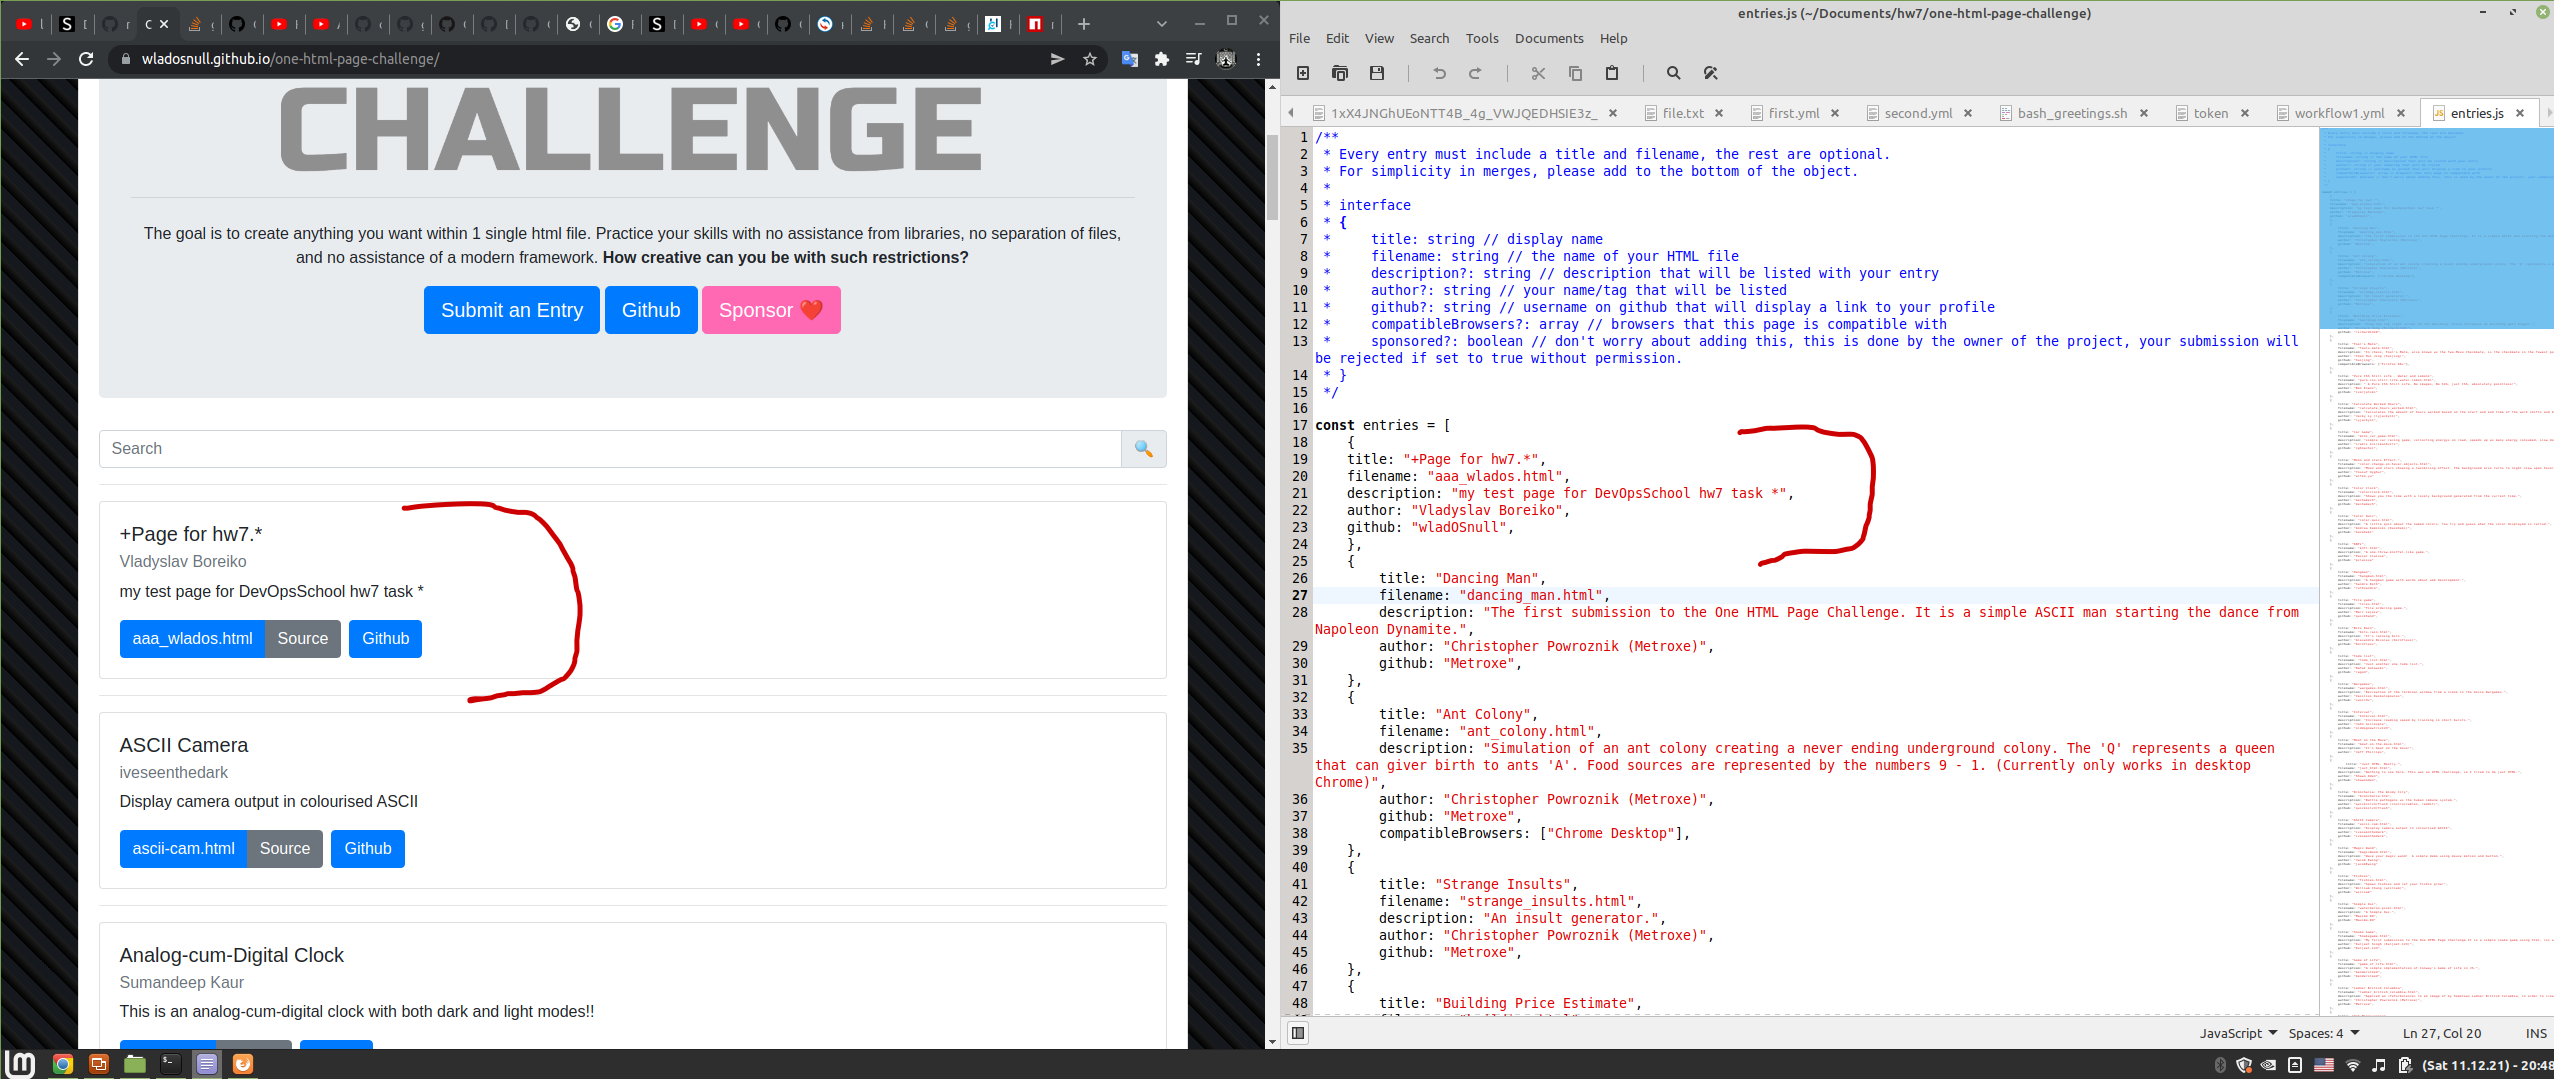 wladosnull.github.io/one-html-page-challenge/
CHALLENGE
The goal is to create anything you want within 1 single html file. Practice your skills with no assistance from libraries, no separation of files,
and no assistance of a modern framework. How creative can you be with such restrictions?
Submit an Entry
Github
Sponsor ❤️
Search
+Page for hw7.*
Vladyslav Boreiko
my test page for DevOpsSchool hw7 task *
aaa_wlados.html Source Github
ASCII Camera
iveseenthedark
Display camera output in colourised ASCII
ascii-cam.html Source Github
Analog-cum-Digital Clock
Sumandeep Kaur
This is an analog-cum-digital clock with both dark and light modes!!
entries.js (~/Documents/hw7/one-html-page-challenge)
File Edit View Search Tools Documents Help
1xX4JNGhUEoNTT4B_4g_VWJQEDHSIE3z_ file.txt first.yml second.yml bash_greetings.sh token workflow1.yml entries.js
1 /**
2  * Every entry must include a title and filename, the rest are optional.
3  * For simplicity in merges, please add to the bottom of the object.
4  *
5  * interface
6  * {
7  *     title: string // display name
8  *     filename: string // the name of your HTML file
9  *     description?: string // description that will be listed with your entry
10  *     author?: string // your name/tag that will be listed
11  *     github?: string // username on github that will display a link to your profile
12  *     compatibleBrowsers?: array // browsers that this page is compatible with
13  *     sponsored?: boolean // don't worry about adding this, this is done by the owner of the project, your submission will
be rejected if set to true without permission.
14  * }
15  */
16
17 const entries = [
18     {
19     title: "+Page for hw7.*",
20     filename: "aaa_wlados.html",
21     description: "my test page for DevOpsSchool hw7 task *",
22     author: "Vladyslav Boreiko",
23     github: "wladOSnull",
24     },
25     {
26         title: "Dancing Man",
27         filename: "dancing_man.html",
28         description: "The first submission to the One HTML Page Challenge. It is a simple ASCII man starting the dance from
Napoleon Dynamite.",
29         author: "Christopher Powroznik (Metroxe)",
30         github: "Metroxe",
31     },
32     {
33         title: "Ant Colony",
34         filename: "ant_colony.html",
35         description: "Simulation of an ant colony creating a never ending underground colony. The 'Q' represents a queen
that can giver birth to ants 'A'. Food sources are represented by the numbers 9 - 1. (Currently only works in desktop
Chrome)",
36         author: "Christopher Powroznik (Metroxe)",
37         github: "Metroxe",
38         compatibleBrowsers: ["Chrome Desktop"],
39     },
40     {
41         title: "Strange Insults",
42         filename: "strange_insults.html",
43         description: "An insult generator.",
44         author: "Christopher Powroznik (Metroxe)",
45         github: "Metroxe",
46     },
47     {
48         title: "Building Price Estimate",
JavaScript Spaces: 4 Ln 27, Col 20 INS
(Sat 11.12.21) - 20:48